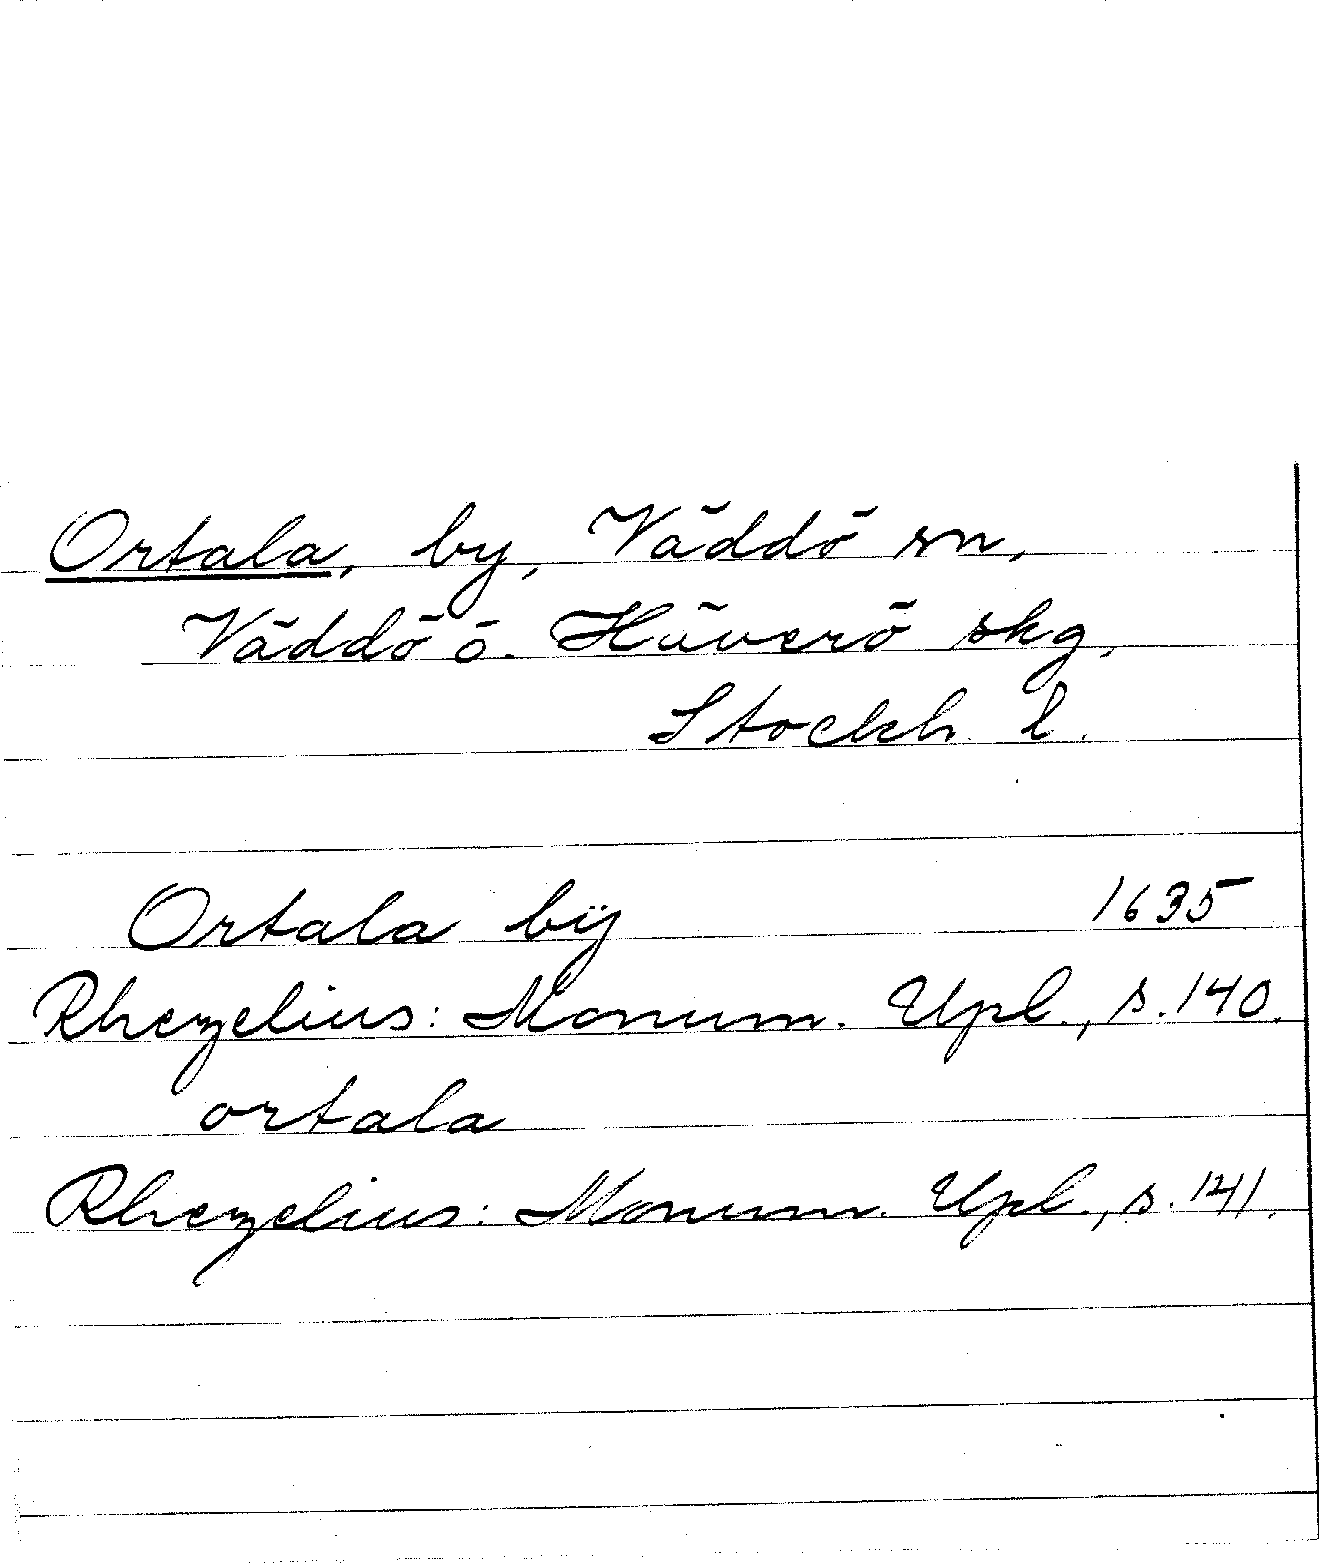 Ortala, by, Väddö sn,
Väddö o. Häverö skg,
Stockh. l.
Ortala bÿ 1635
Rhezelius: Monum. Upl., s. 140.
ortala
Rhezelius: Monum. Upl., s. 141.